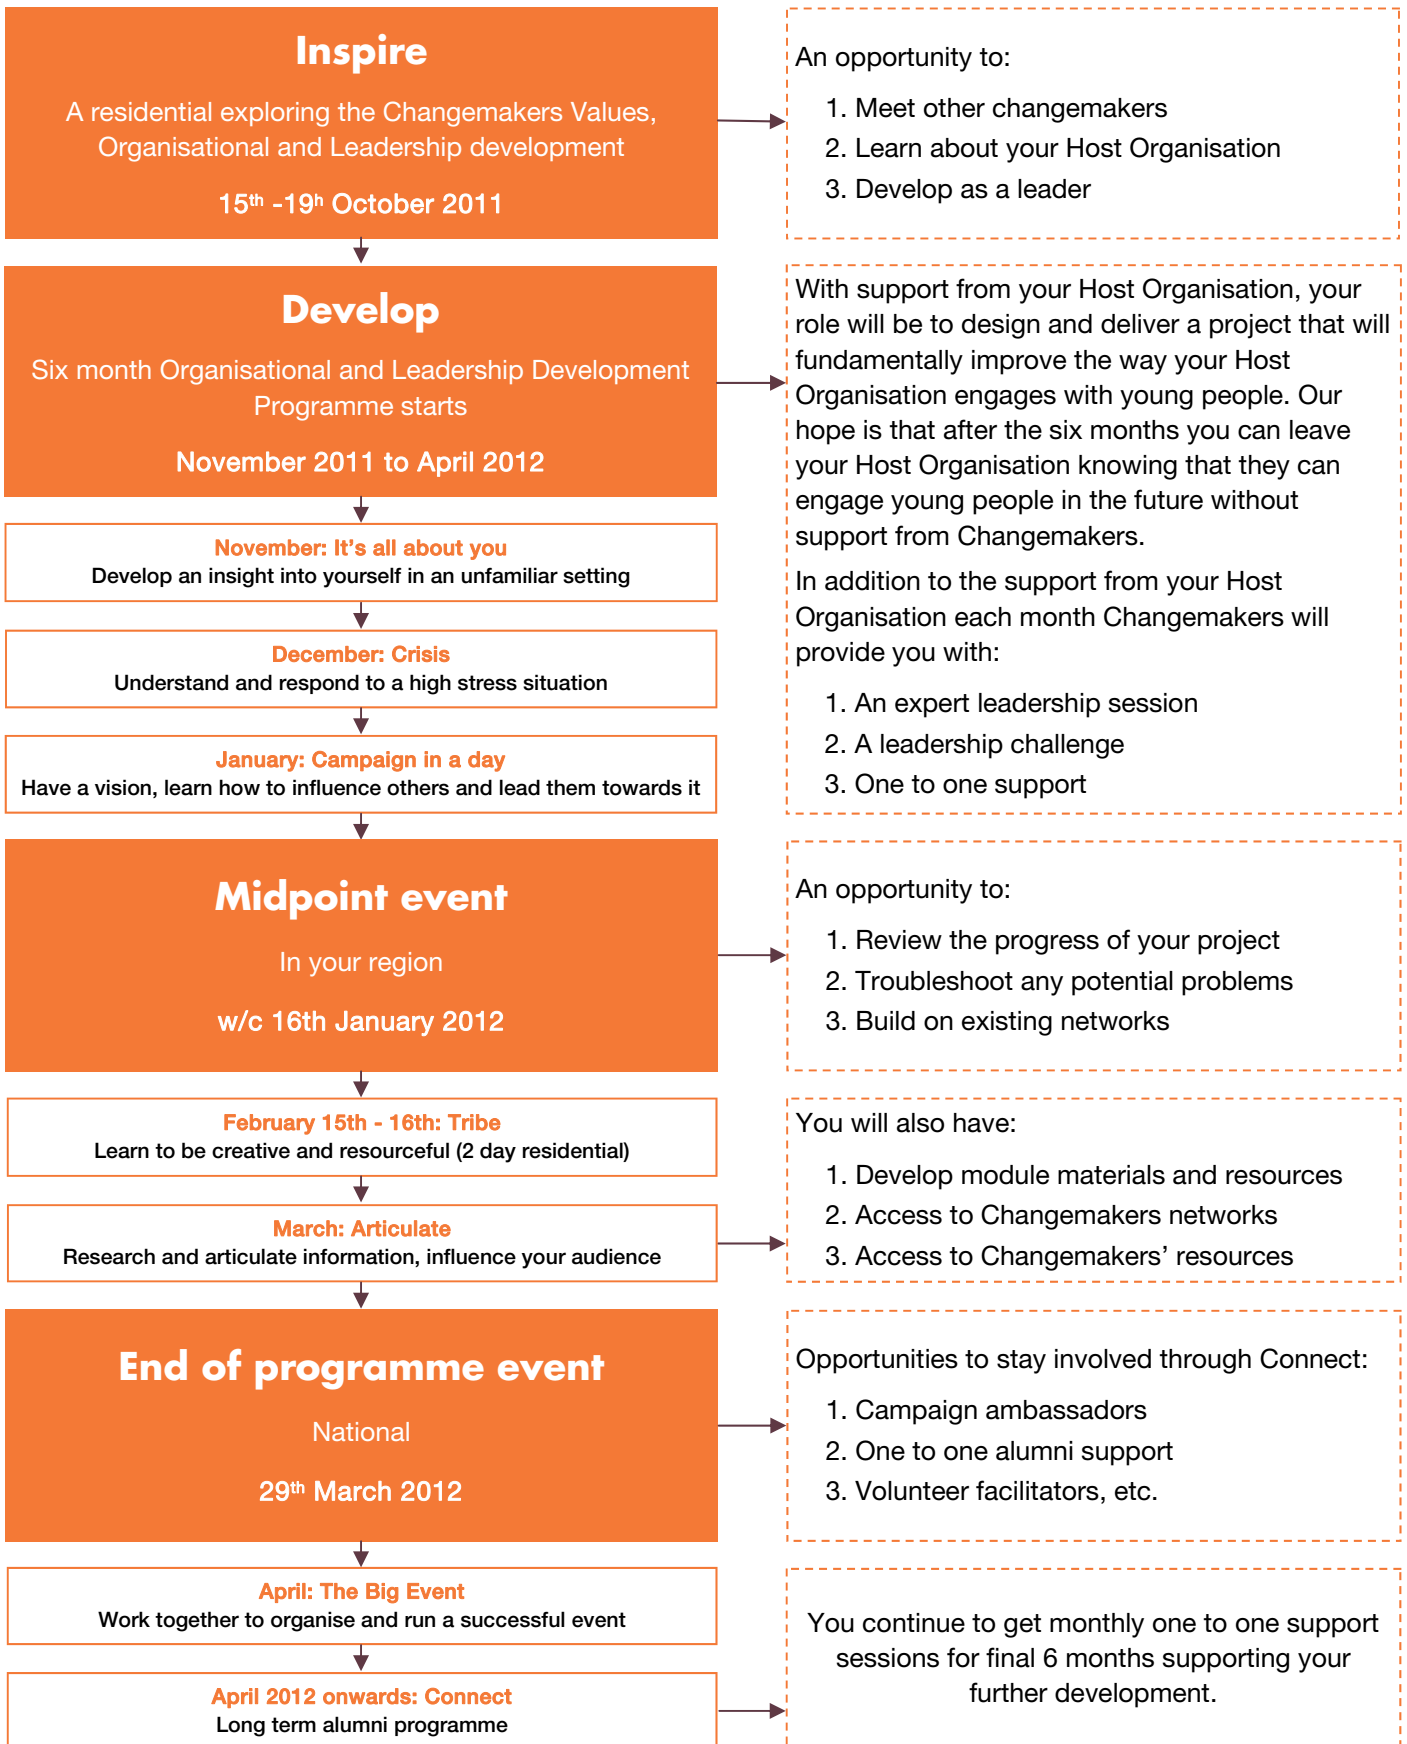 Inspire
A residential exploring the Changemakers Values,
Organisational and Leadership development
15th -19h October 2011
An opportunity to:
1. Meet other changemakers
2. Learn about your Host Organisation
3. Develop as a leader
Develop
Six month Organisational and Leadership Development
Programme starts
November 2011 to April 2012
November: It's all about you
Develop an insight into yourself in an unfamiliar setting
December: Crisis
Understand and respond to a high stress situation
January: Campaign in a day
Have a vision, learn how to influence others and lead them towards it
With support from your Host Organisation, your
role will be to design and deliver a project that will
fundamentally improve the way your Host
Organisation engages with young people. Our
hope is that after the six months you can leave
your Host Organisation knowing that they can
engage young people in the future without
support from Changemakers.
In addition to the support from your Host
Organisation each month Changemakers will
provide you with:
1. An expert leadership session
2. A leadership challenge
3. One to one support
Midpoint event
In your region
w/c 16th January 2012
An opportunity to:
1. Review the progress of your project
2. Troubleshoot any potential problems
3. Build on existing networks
February 15th - 16th: Tribe
Learn to be creative and resourceful (2 day residential)
March: Articulate
Research and articulate information, influence your audience
You will also have:
1. Develop module materials and resources
2. Access to Changemakers networks
3. Access to Changemakers’ resources
End of programme event
National
29th March 2012
Opportunities to stay involved through Connect:
1. Campaign ambassadors
2. One to one alumni support
3. Volunteer facilitators, etc.
April: The Big Event
Work together to organise and run a successful event
April 2012 onwards: Connect
Long term alumni programme
You continue to get monthly one to one support
sessions for final 6 months supporting your
further development.